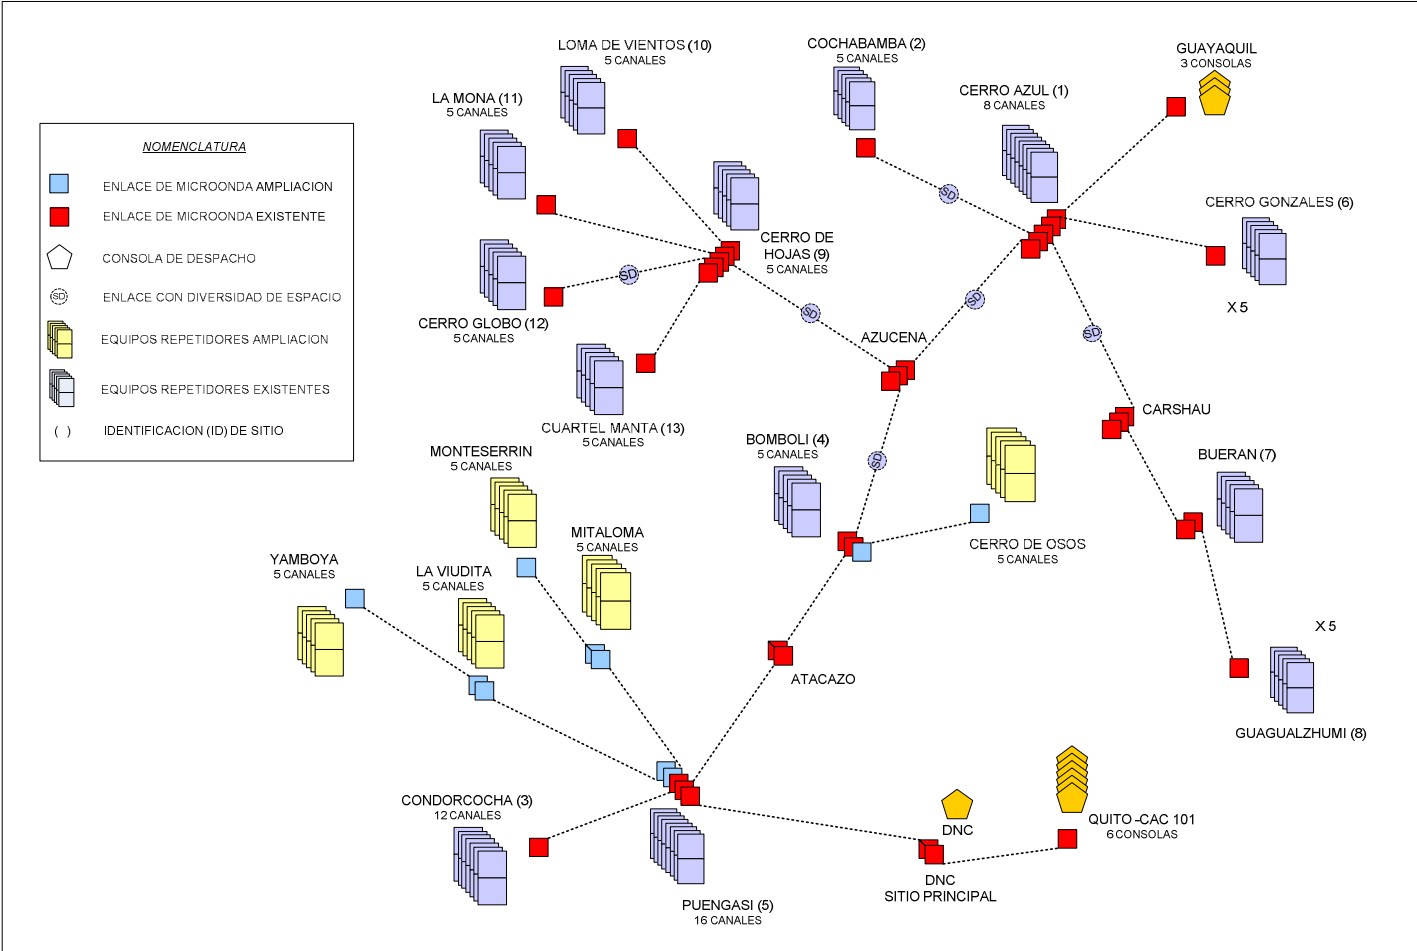 LOMA DE VIENTOS (10)
5 CANALES
COCHABAMBA (2)
5 CANALES
GUAYAQUIL
3 CONSOLAS
LA MONA (11)
5 CANALES
CERRO AZUL (1)
8 CANALES
NOMENCLATURA
ENLACE DE MICROONDA AMPLIACION
ENLACE DE MICROONDA EXISTENTE
CONSOLA DE DESPACHO
SD
ENLACE CON DIVERSIDAD DE ESPACIO
EQUIPOS REPETIDORES AMPLIACION
EQUIPOS REPETIDORES EXISTENTES
( )
IDENTIFICACION (ID) DE SITIO
SD
CERRO GONZALES (6)
X 5
CERRO DE
HOJAS (9)
5 CANALES
SD
SD
SD
SD
CERRO GLOBO (12)
5 CANALES
AZUCENA
CUARTEL MANTA (13)
5 CANALES
CARSHAU
BOMBOLI (4)
5 CANALES
SD
BUERAN (7)
MONTESERRIN
5 CANALES
MITALOMA
5 CANALES
CERRO DE OSOS
5 CANALES
YAMBOYA
5 CANALES
LA VIUDITA
5 CANALES
X 5
ATACAZO
GUAGUALZHUMI (8)
CONDORCOCHA (3)
12 CANALES
DNC
QUITO -CAC 101
6 CONSOLAS
DNC
SITIO PRINCIPAL
PUENGASI (5)
16 CANALES